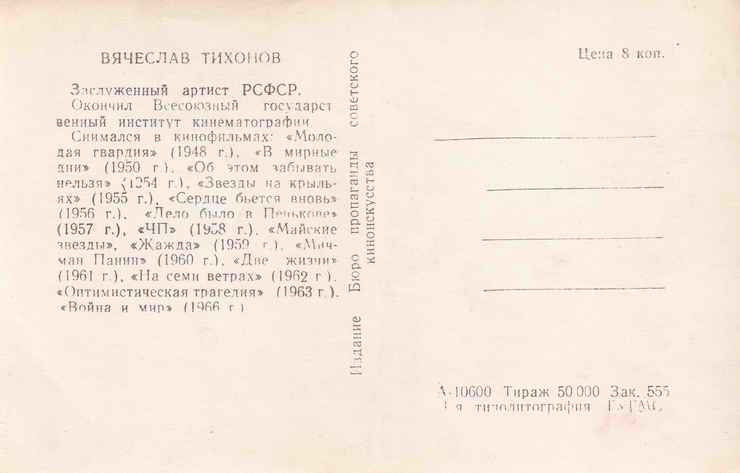 ВЯЧЕСЛАВ ТИХОНОВ
Заслуженный артист РСФСР.
Окончил Всесоюзный государст
венный институт кинематографии
Снимался в кинофильмах: «Моло-
дая гвардия» (1948 г.), «В мирные
дни» (1950 г.), «Об этом забывать
нельзя» (1954 г.), «Звезды на крыль-
ях» (1955 г.), «Сердце бьется вновь»
(1956 г.), «Дело было в Пенькове»
(1957 г.), «ЧП» (1958 г.), «Майские
звезды», «Жажда» (1959 г.), «Мич-
ман Панин» (1960 г.), «Две жизни»
(1961 г.), «На семи ветрах» (1962 г.)
«Оптимистическая трагедия» (1963 г.).
«Война и мир» (1966 г.)
Издание Бюро пропаганды советского
киноискусства
Цена 8 коп.
А-10600 Тираж 50 000 Зак. 555
я типолитография